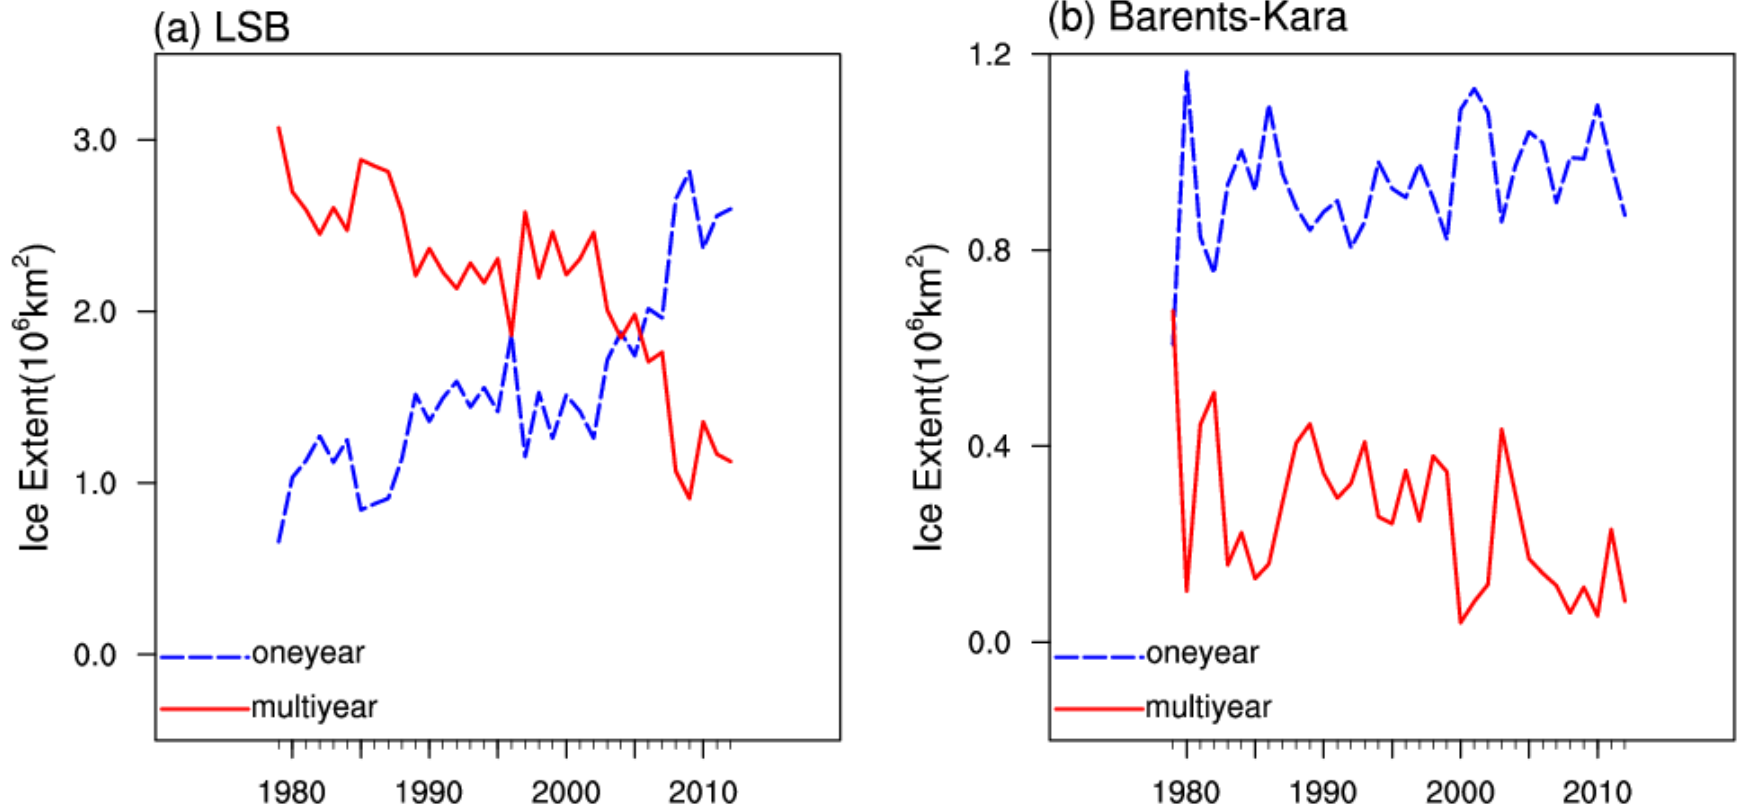 (a) LSB
Ice Extent(10⁶km²)
3.0
2.0
1.0
0.0
oneyear
multiyear
1980 1990 2000 2010
(b) Barents-Kara
Ice Extent(10⁶km²)
1.2
0.8
0.4
0.0
oneyear
multiyear
1980 1990 2000 2010